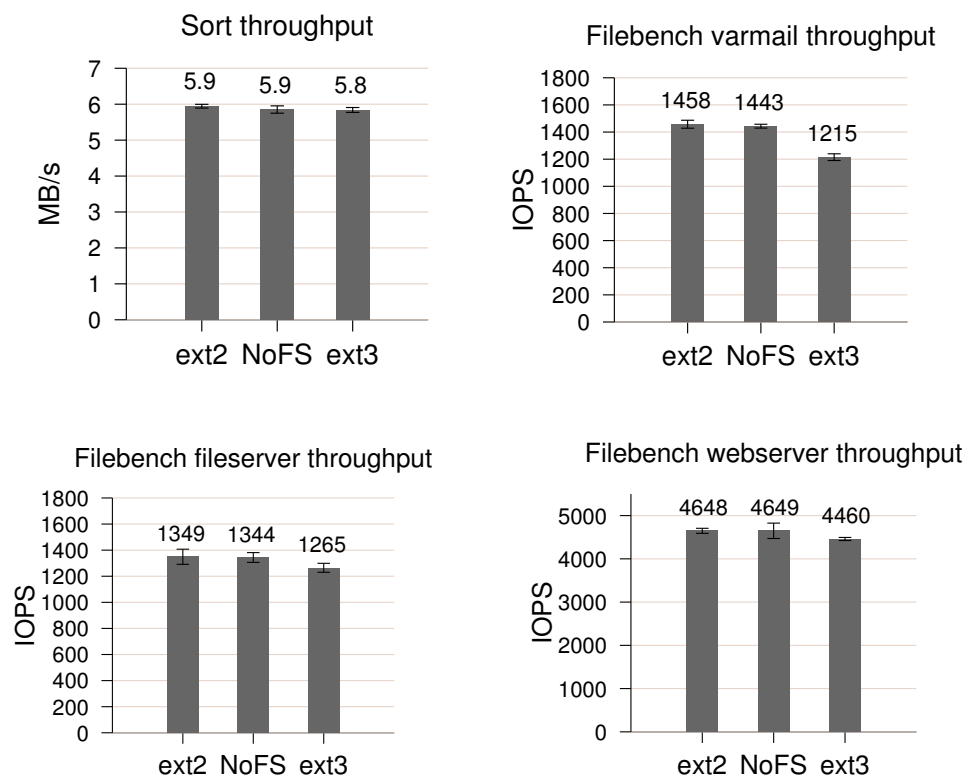 Sort throughput
7
6
5
4
3
2
1
0
MB/s
5.9 5.9 5.8
ext2 NoFS ext3
Filebench varmail throughput
1800
1600
1400
1200
1000
800
600
400
200
0
IOPS
1458 1443 1215
ext2 NoFS ext3
Filebench fileserver throughput
1800
1600
1400
1200
1000
800
600
400
200
0
IOPS
1349 1344 1265
ext2 NoFS ext3
Filebench webserver throughput
5000
4000
3000
2000
1000
0
IOPS
4648 4649 4460
ext2 NoFS ext3